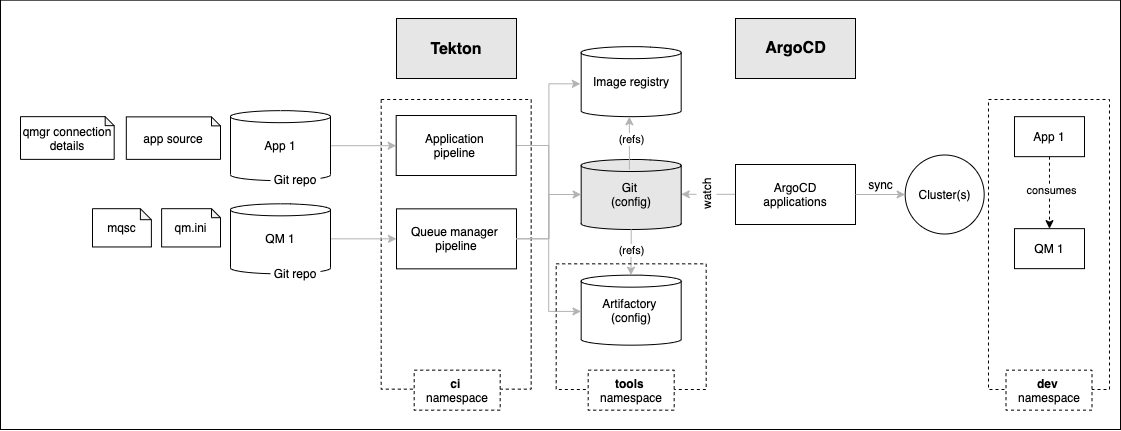 Tekton
ArgoCD
qmgr connection
details
app source
App 1
Git repo
mqsc
qm.ini
QM 1
Git repo
Application
pipeline
Queue manager
pipeline
ci
namespace
Image registry
(refs)
Git
(config)
(refs)
Artifactory
(config)
tools
namespace
watch
ArgoCD
applications
sync
Cluster(s)
App 1
consumes
QM 1
dev
namespace